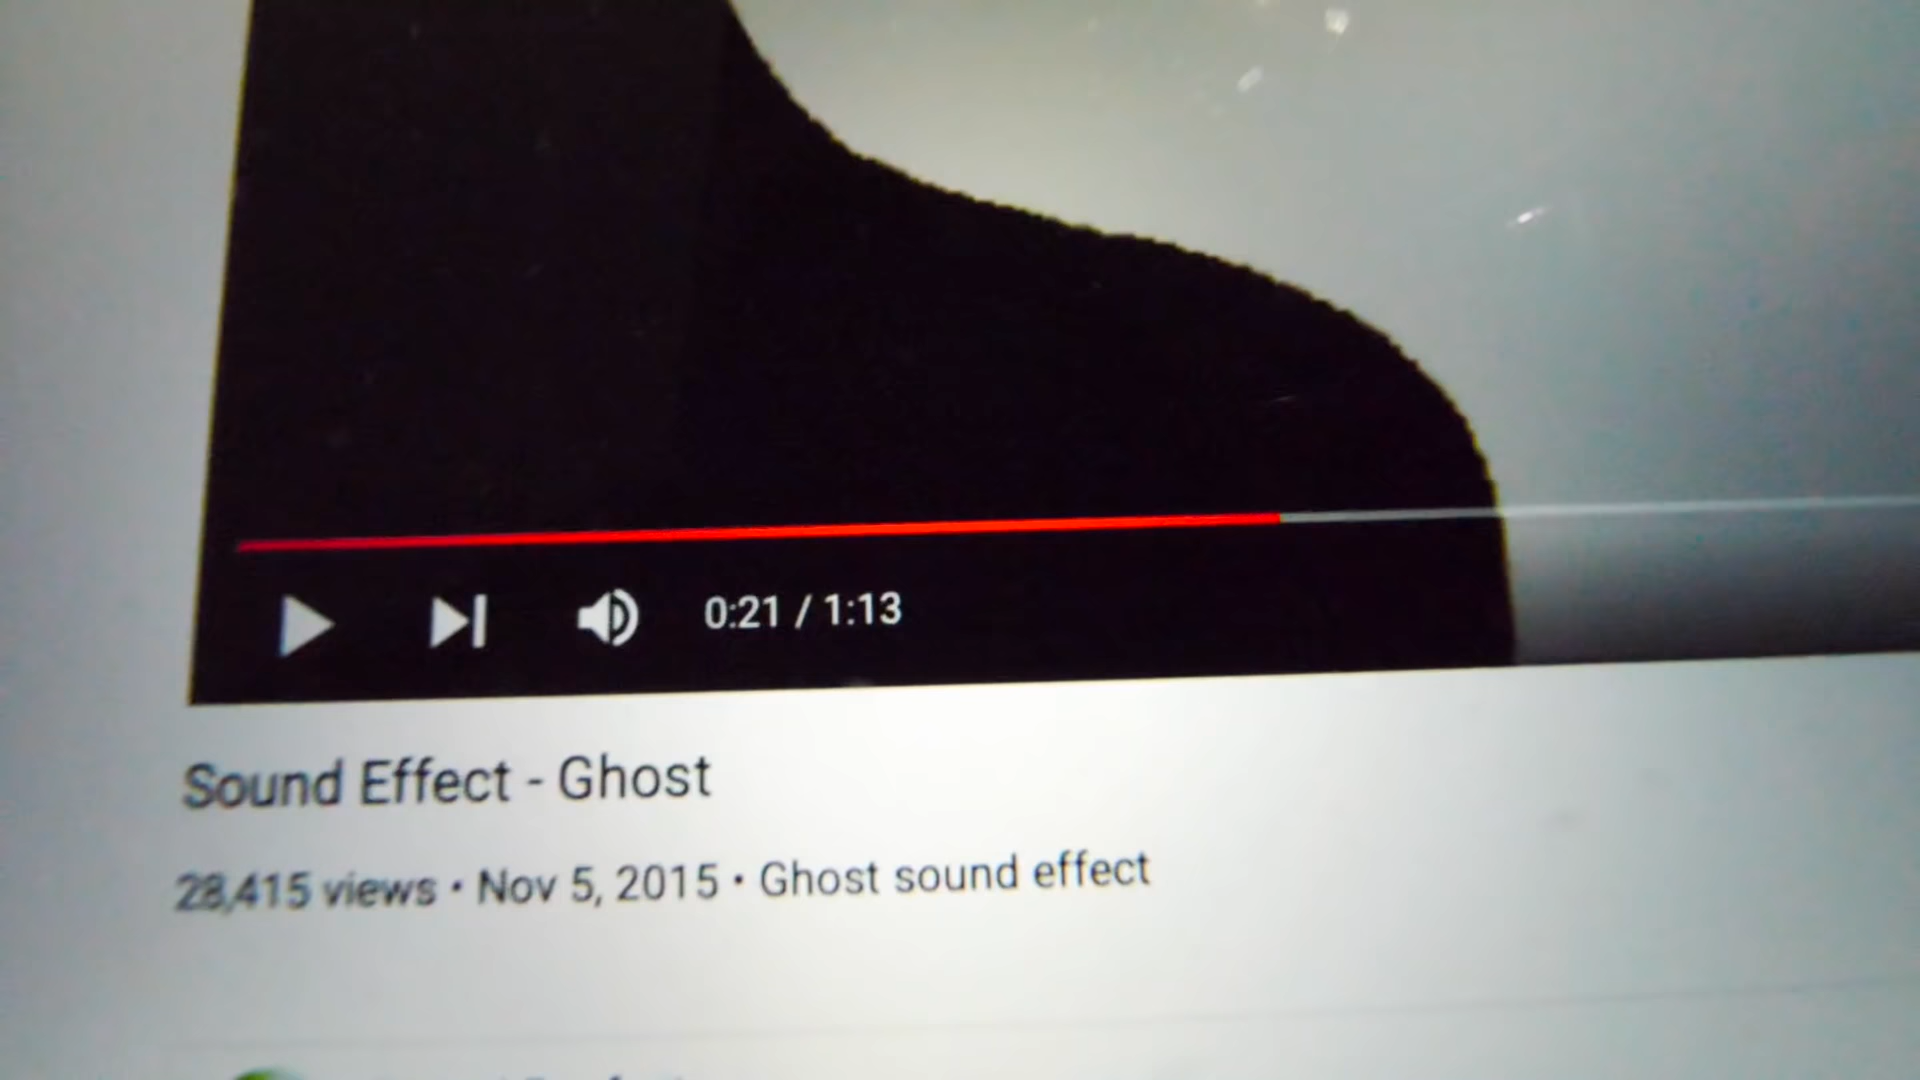 0:21 / 1:13
Sound Effect - Ghost
28,415 views • Nov 5, 2015 • Ghost sound effect